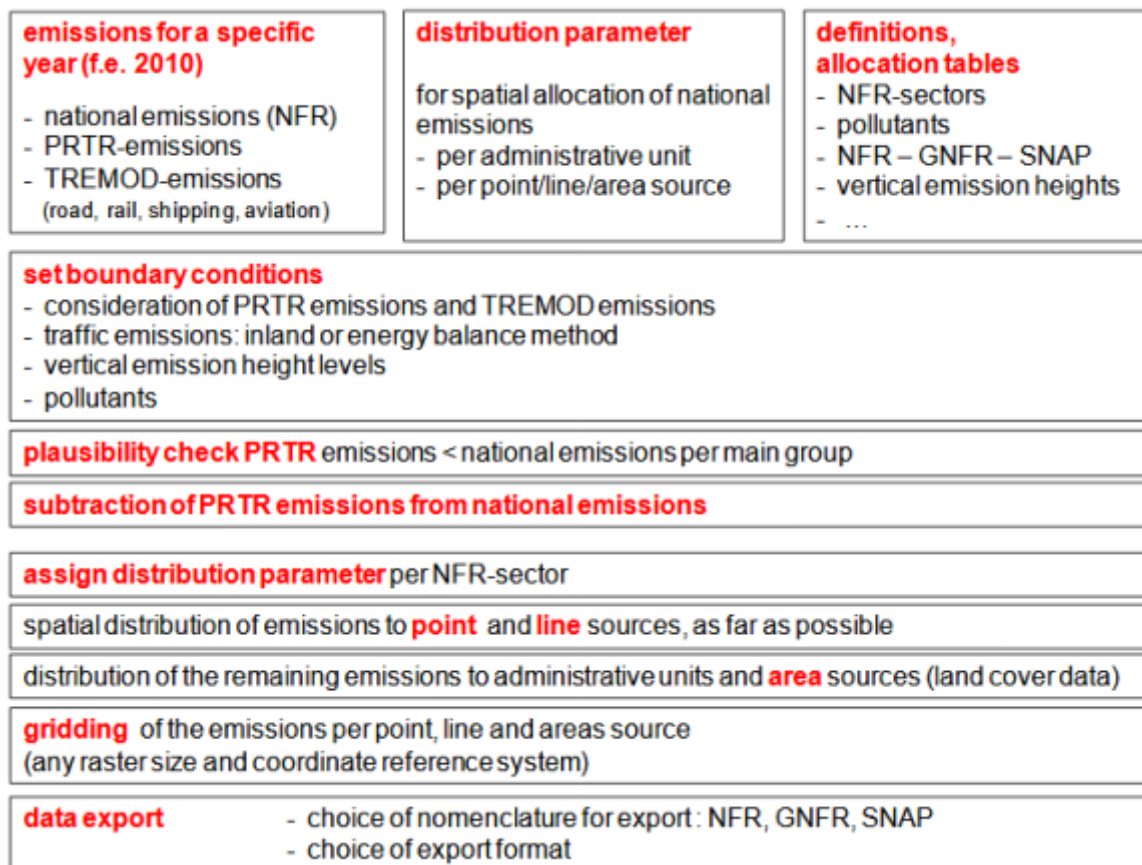 emissions for a specific
year (f.e. 2010)
- national emissions (NFR)
- PRTR-emissions
- TREMOD-emissions
(road, rail, shipping, aviation)
distribution parameter
for spatial allocation of national
emissions
- per administrative unit
- per point/line/area source
definitions,
allocation tables
- NFR-sectors
- pollutants
- NFR – GNFR – SNAP
- vertical emission heights
- ...
set boundary conditions
- consideration of PRTR emissions and TREMOD emissions
- traffic emissions: inland or energy balance method
- vertical emission height levels
- pollutants
plausibility check PRTR emissions < national emissions per main group
subtraction of PRTR emissions from national emissions
assign distribution parameter per NFR-sector
spatial distribution of emissions to point and line sources, as far as possible
distribution of the remaining emissions to administrative units and area sources (land cover data)
gridding of the emissions per point, line and areas source
(any raster size and coordinate reference system)
data export - choice of nomenclature for export: NFR, GNFR, SNAP
- choice of export format